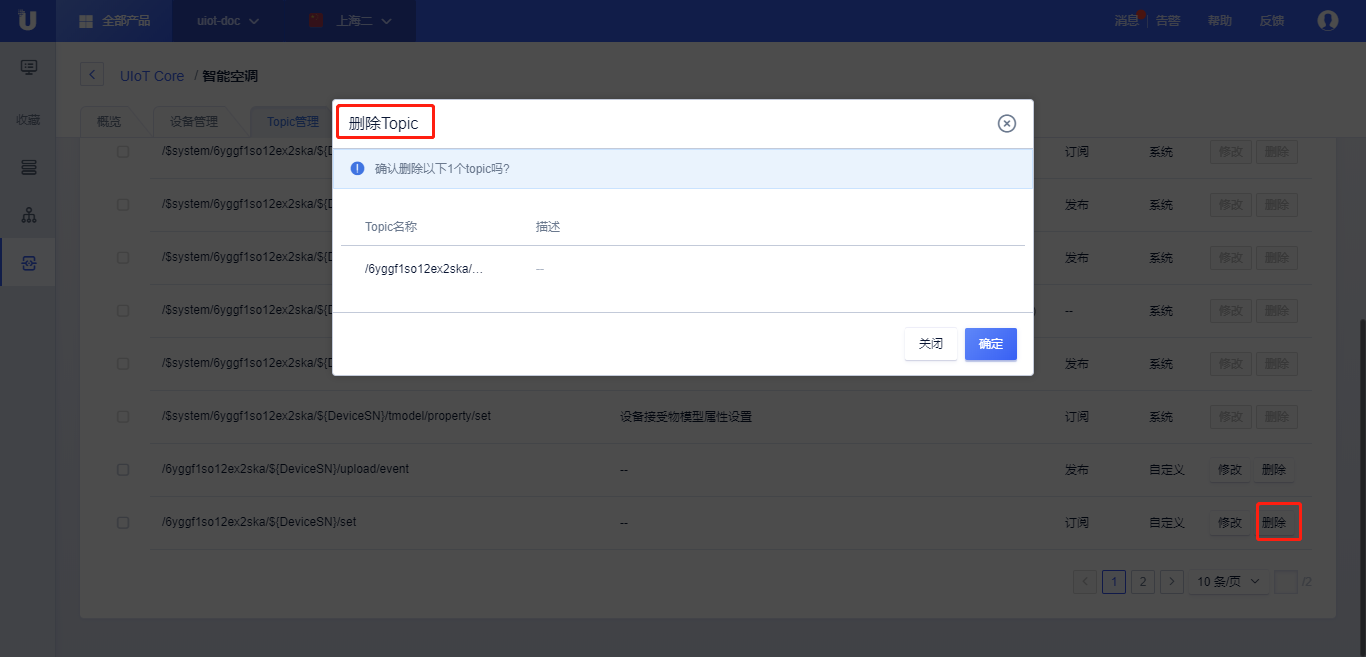 全部产品 uiot-doc 上海二 消息 告警 帮助 反馈
UIoT Core / 智能空调
收藏 概览 设备管理 Topic管理
删除Topic
确认删除以下1个topic吗?
Topic名称 描述
/6yggf1so12ex2ska/... --
关闭 确定
/$system/6yggf1so12ex2ska/${D 订阅 系统 修改 删除
/$system/6yggf1so12ex2ska/${D 发布 系统 修改 删除
/$system/6yggf1so12ex2ska/${D 发布 系统 修改 删除
/$system/6yggf1so12ex2ska/${D -- 系统 修改 删除
/$system/6yggf1so12ex2ska/${D 发布 系统 修改 删除
/$system/6yggf1so12ex2ska/${DeviceSN}/tmodel/property/set 设备接受物模型属性设置 订阅 系统 修改 删除
/6yggf1so12ex2ska/${DeviceSN}/upload/event -- 发布 自定义 修改 删除
/6yggf1so12ex2ska/${DeviceSN}/set -- 订阅 自定义 修改 删除
1 2 10 条/页 /2